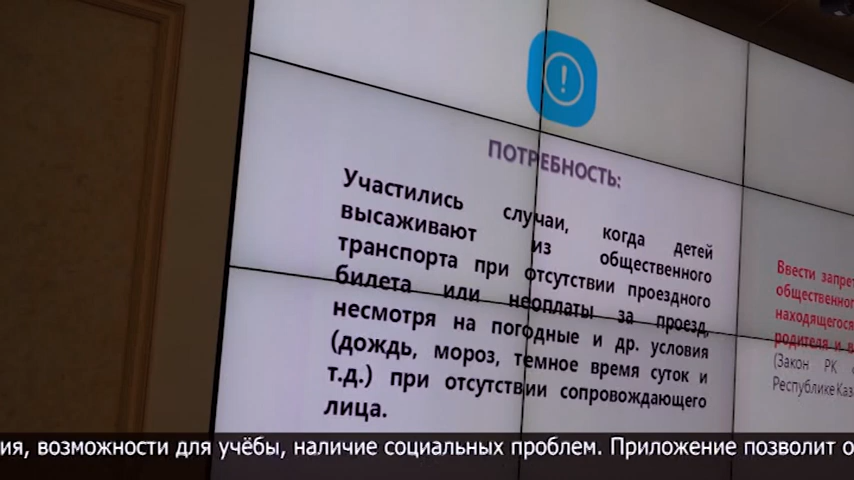 ПОТРЕБНОСТЬ:
Участились случаи, когда детей
высаживают из общественного
транспорта при отсутствии проездного
билета или неоплаты за проезд,
несмотря на погодные и др. условия
(дождь, мороз, темное время суток и
т.д.) при отсутствии сопровождающего
лица.
Ввести запрет
общественног
находящегося
родителя и в
(Закон РК
Республике Каз
ия, возможности для учёбы, наличие социальных проблем. Приложение позволит о